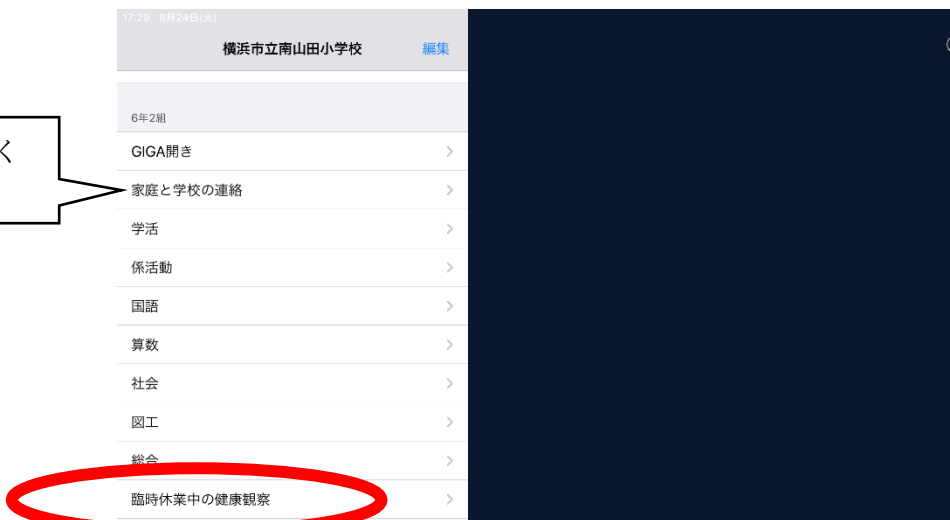 17:29 8月24日(火)
横浜市立南山田小学校 編集
6年2組
GIGA開き
く
家庭と学校の連絡
学活
係活動
国語
算数
社会
図工
総合
臨時休業中の健康観察